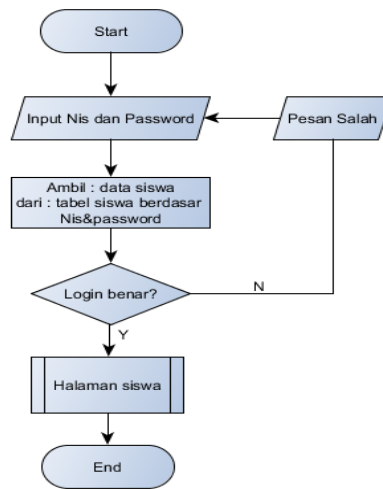 Start
Input Nis dan Password
Pesan Salah
Ambil : data siswa
dari : tabel siswa berdasar
Nis&password
Login benar?
N
Y
Halaman siswa
End